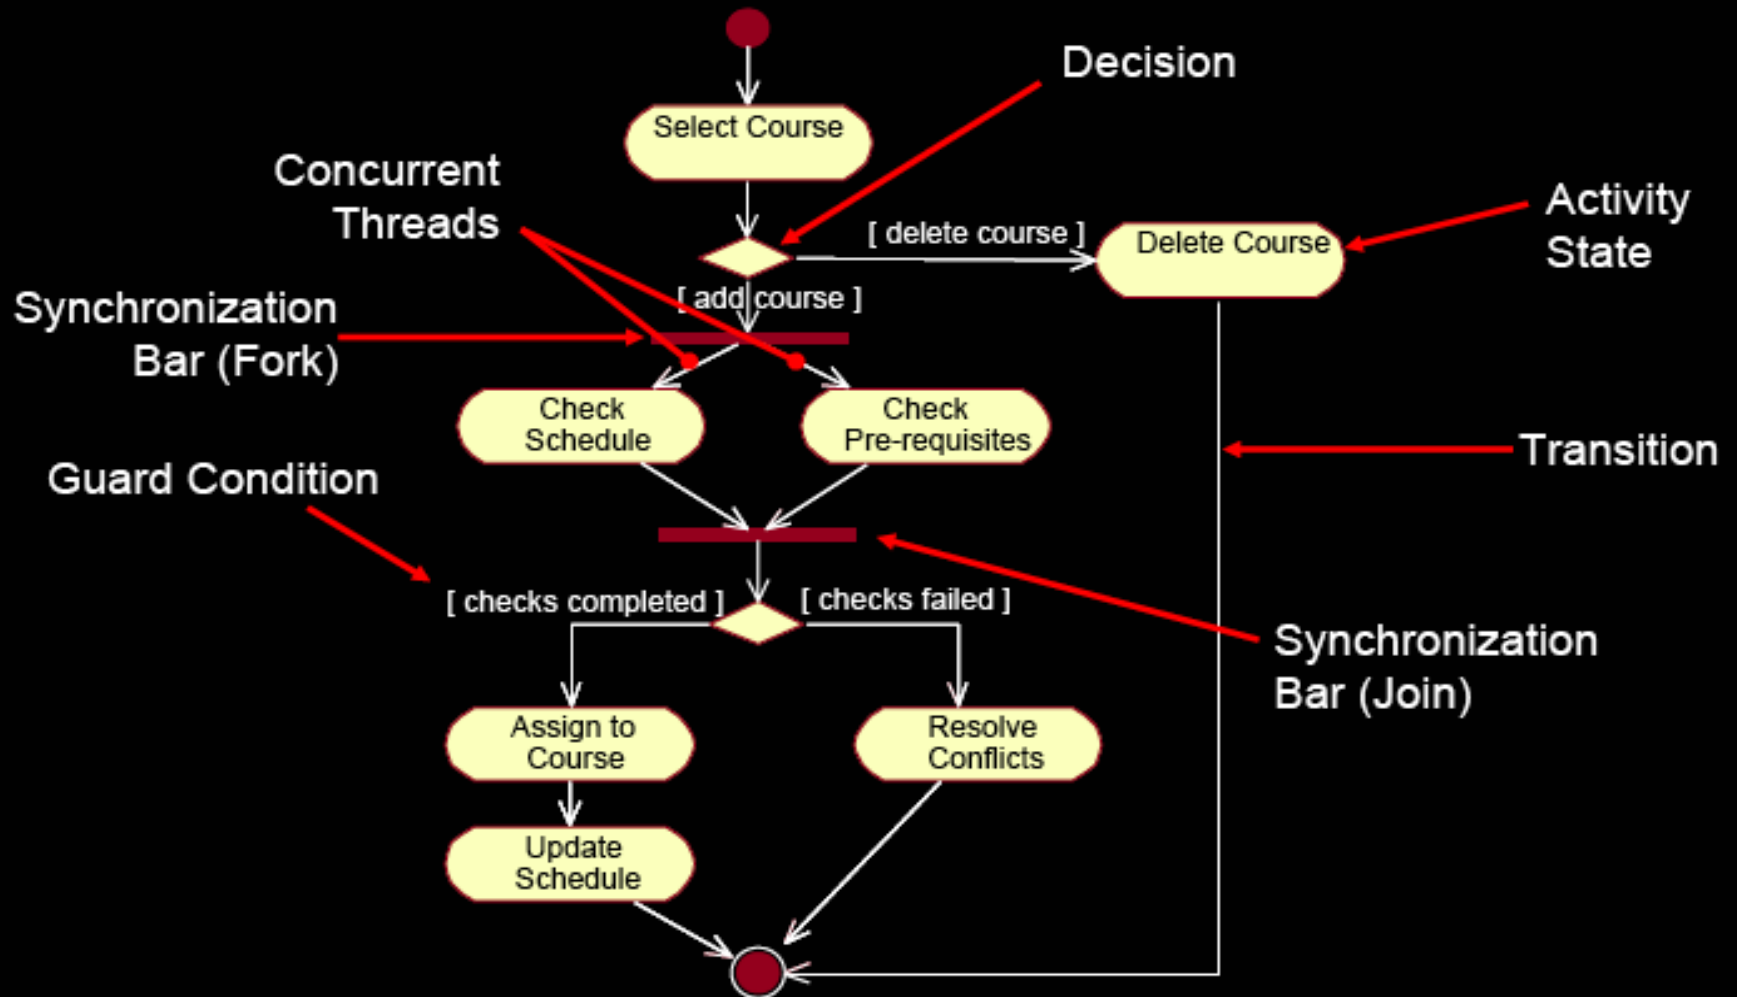 Decision
Select Course
Concurrent
Threads
Activity
State
[ delete course ]
Delete Course
[ add course ]
Synchronization
Bar (Fork)
Check
Schedule
Check
Pre-requisites
Transition
Guard Condition
[ checks completed ]
[ checks failed ]
Synchronization
Bar (Join)
Assign to
Course
Resolve
Conflicts
Update
Schedule